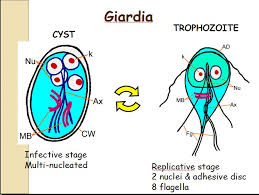 Giardia
CYST
TROPHOZOITE
k
Nu
Ax
MB
CW
AD
k
Nu
MB
Ax
Fg
Infective stage
Multi-nucleated
Replicative stage
2 nuclei & adhesive disc
8 flagella